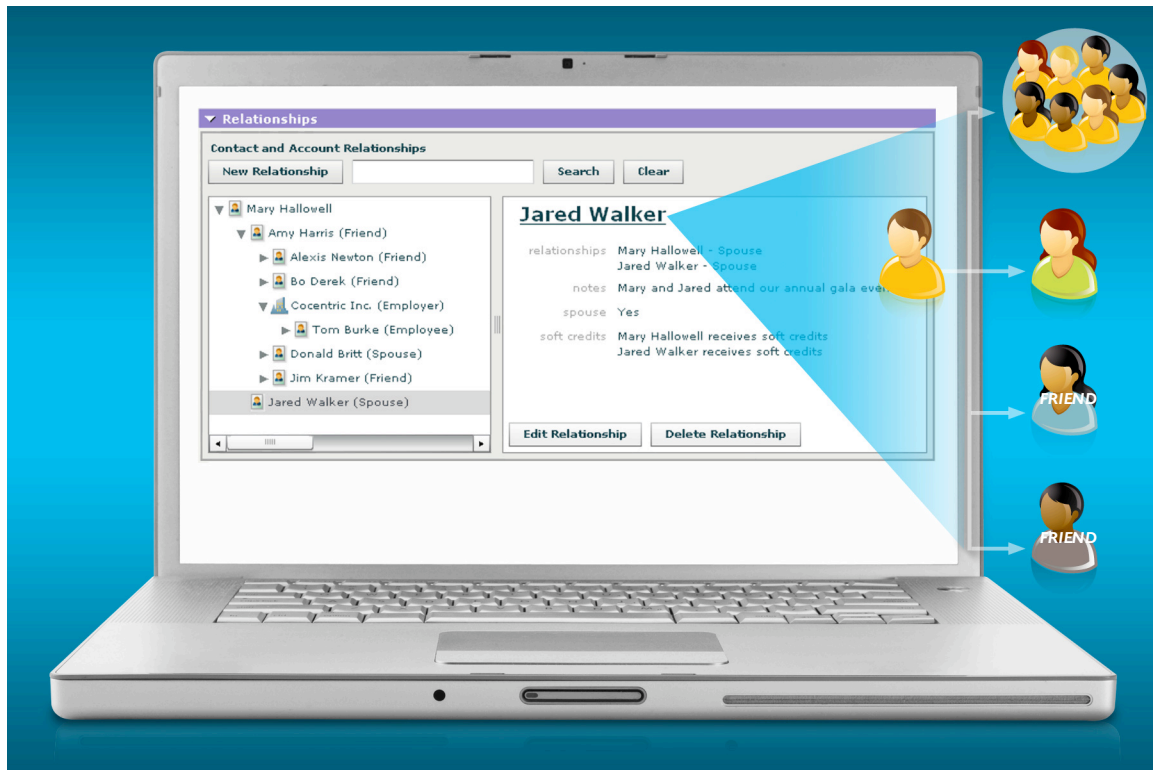 Relationships
Contact and Account Relationships
New Relationship
Search
Clear
Mary Hallowell
Amy Harris (Friend)
Alexis Newton (Friend)
Bo Derek (Friend)
Cocentric Inc. (Employer)
Tom Burke (Employee)
Donald Britt (Spouse)
Jim Kramer (Friend)
Jared Walker (Spouse)
Jared Walker
relationships Mary Hallowell - Spouse
Jared Walker - Spouse
notes Mary and Jared attend our annual gala
spouse Yes
soft credits Mary Hallowell receives soft credits
Jared Walker receives soft credits
Edit Relationship
Delete Relationship
FRIEND
FRIEND